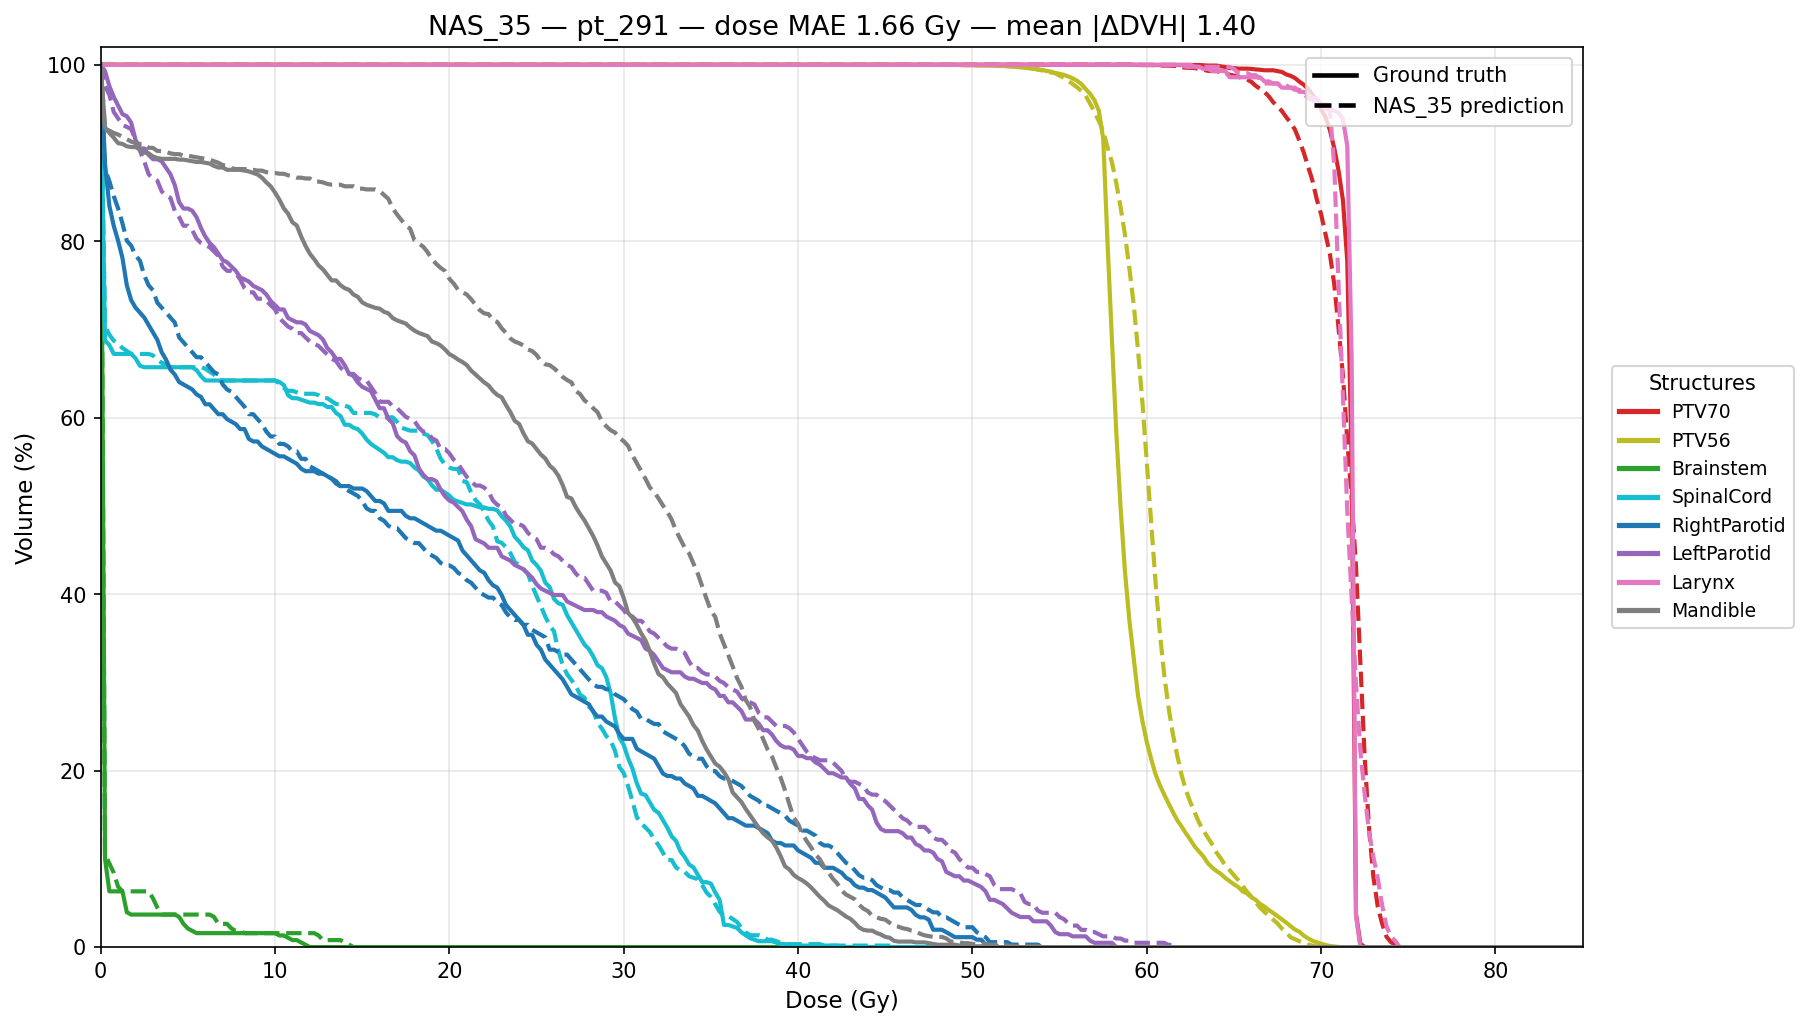 NAS_35 — pt_291 — dose MAE 1.66 Gy — mean |ΔDVH| 1.40
Ground truth
NAS_35 prediction
Volume (%)
100
80
60
40
20
0
0 10 20 30 40 50 60 70 80
Dose (Gy)
Structures
PTV70
PTV56
Brainstem
SpinalCord
RightParotid
LeftParotid
Larynx
Mandible